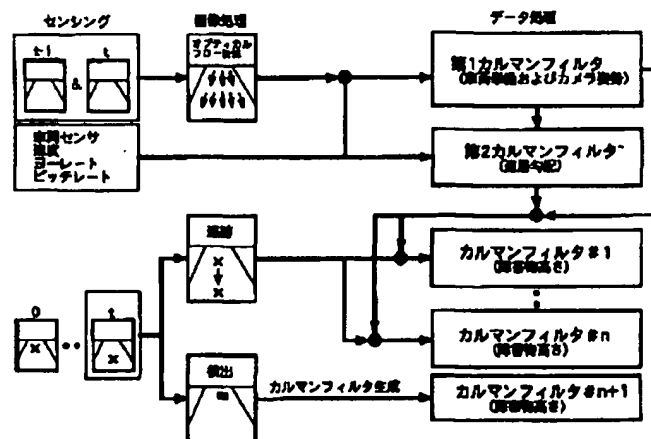 センシング
画像処理
データ処理
t-1
t
&
オプティカル
フロー検出
第1カルマンフィルタ
(車両挙動およびカメラ姿勢)
車両センサ
速度
ヨーレート
ピッチレート
第2カルマンフィルタ
(道路勾配)
追跡
×
×
カルマンフィルタ#1
(障害物高さ)
0
t
×
×
カルマンフィルタ#n
(障害物高さ)
検出
カルマンフィルタ生成
カルマンフィルタ#n+1
(障害物高さ)